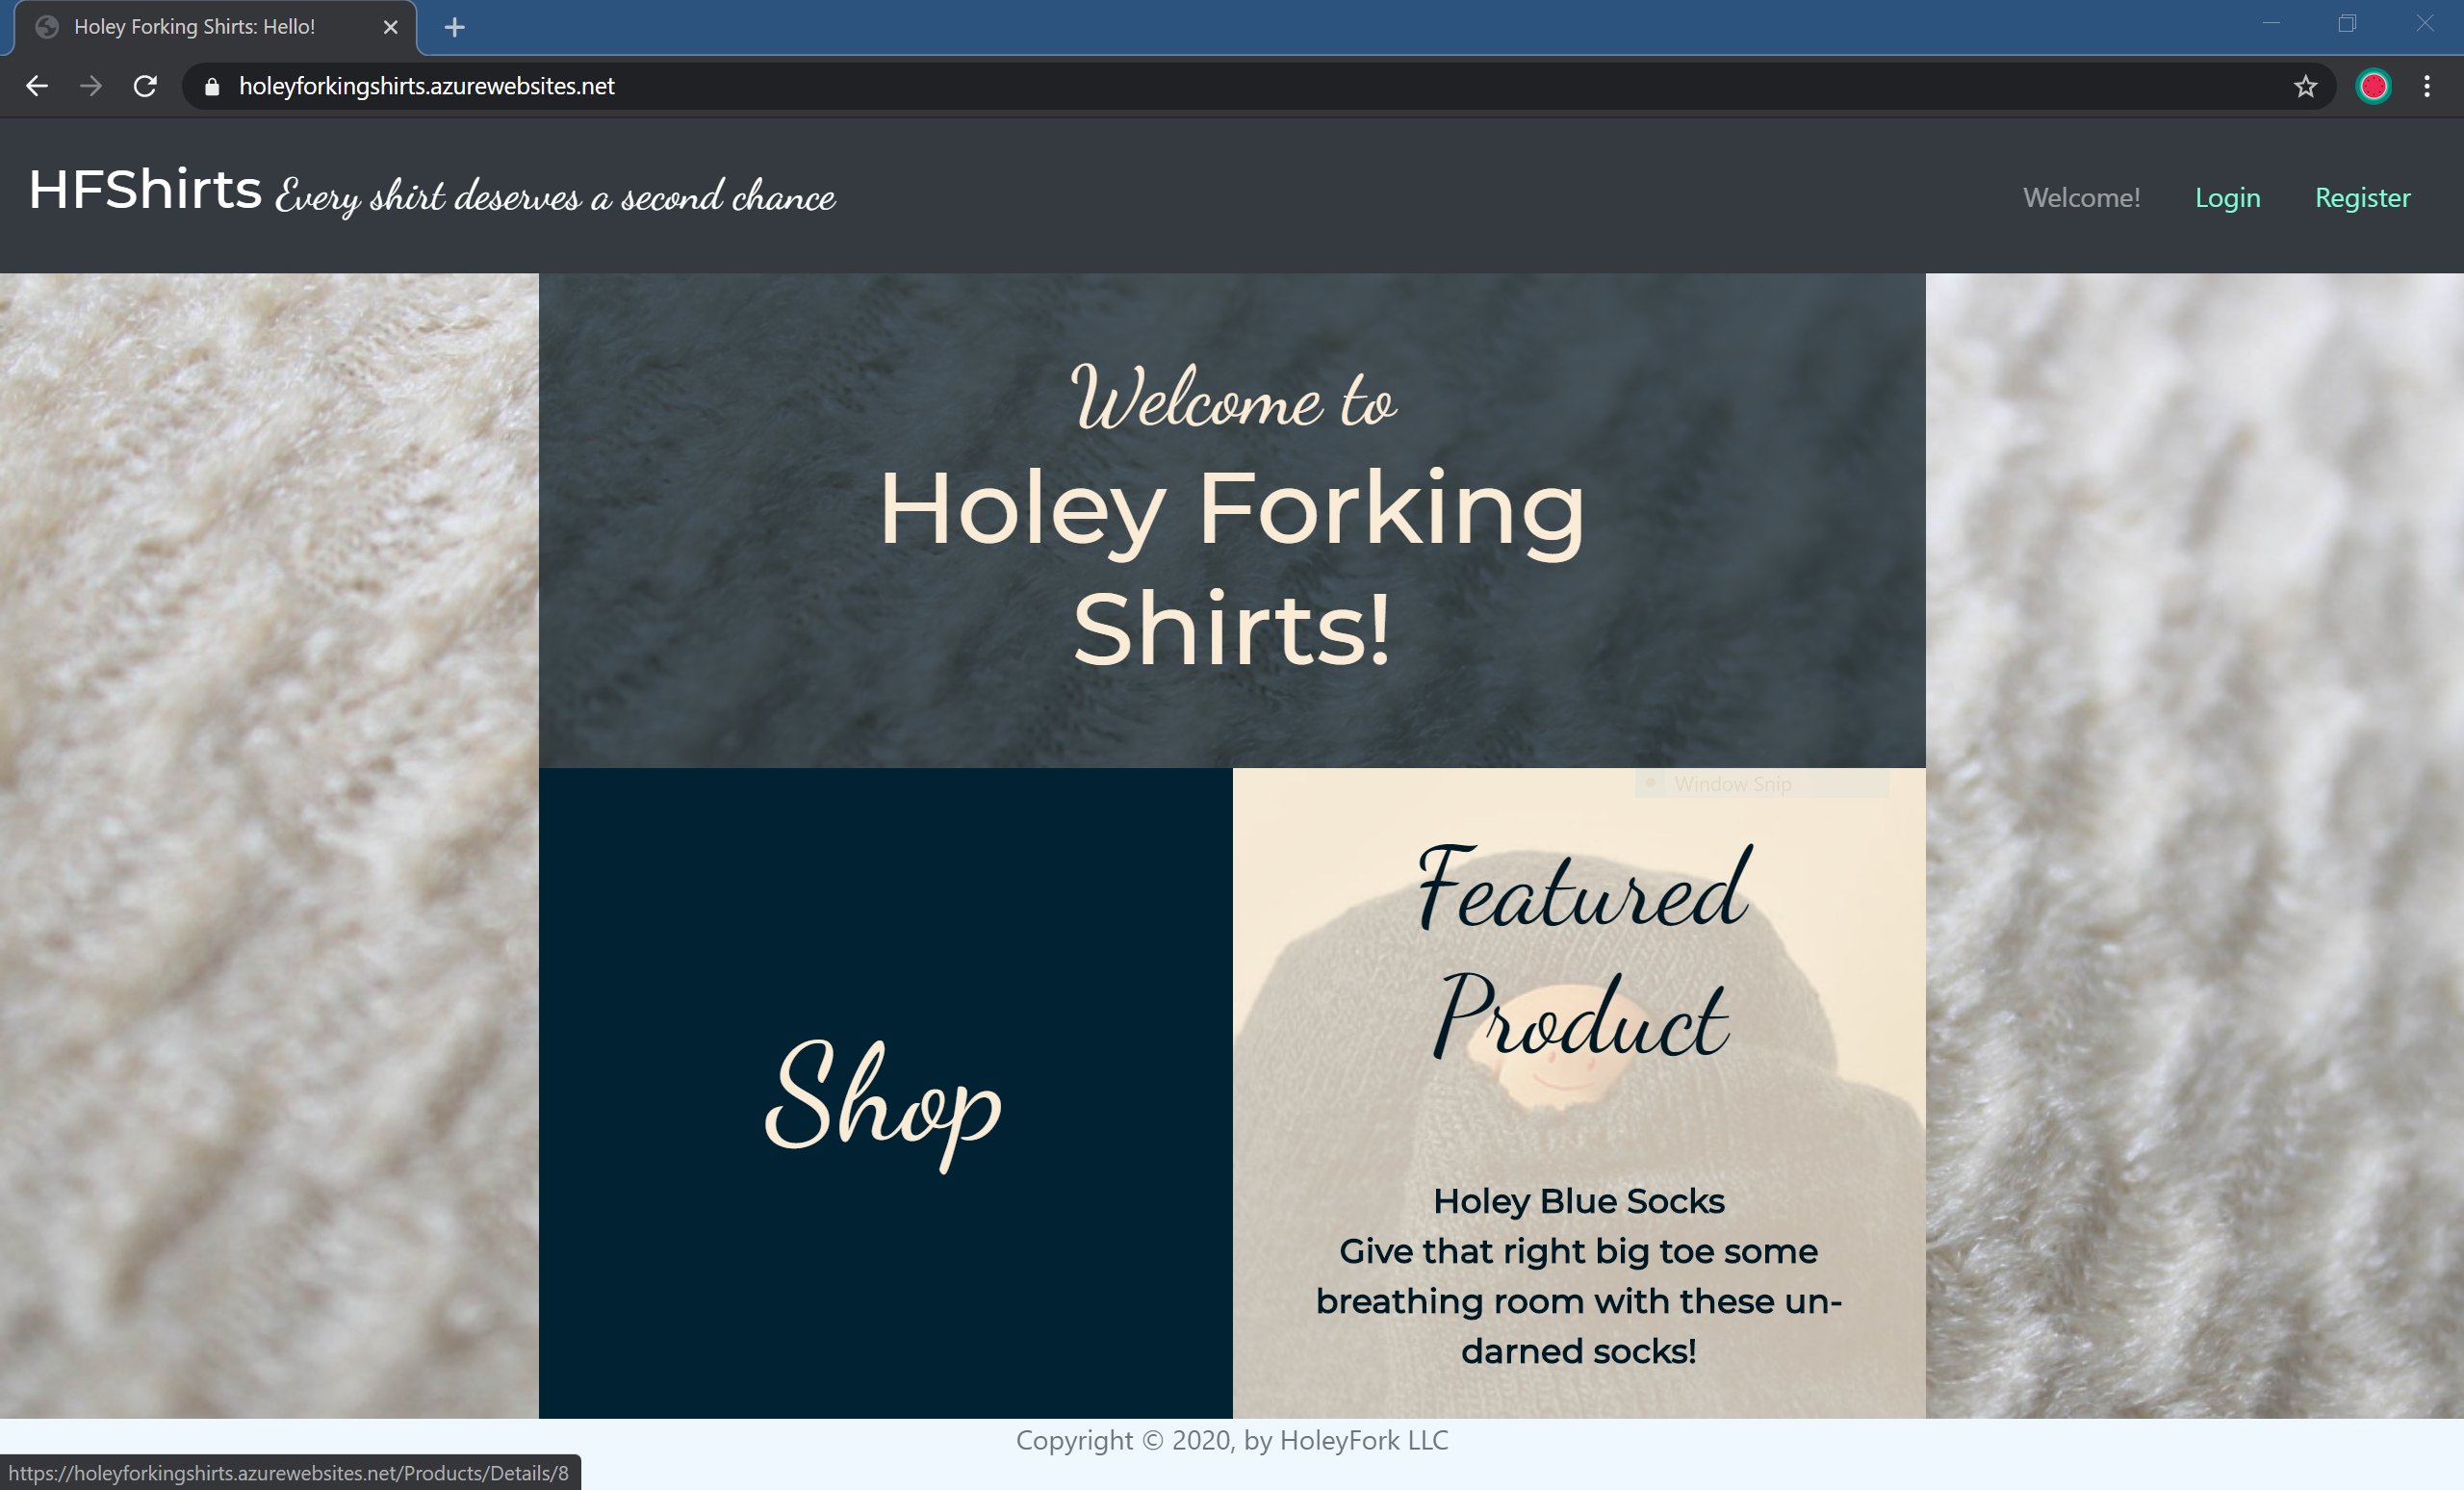 Holey Forking Shirts: Hello!
holeyforkingshirts.azurewebsites.net
HFShirts Every shirt deserves a second chance
Welcome! Login Register
Welcome to
Holey Forking
Shirts!
Window Snip
Shop
Featured
Product
Holey Blue Socks
Give that right big toe some
breathing room with these un-
darned socks!
Copyright © 2020, by HoleyFork LLC
https://holeyforkingshirts.azurewebsites.net/Products/Details/8